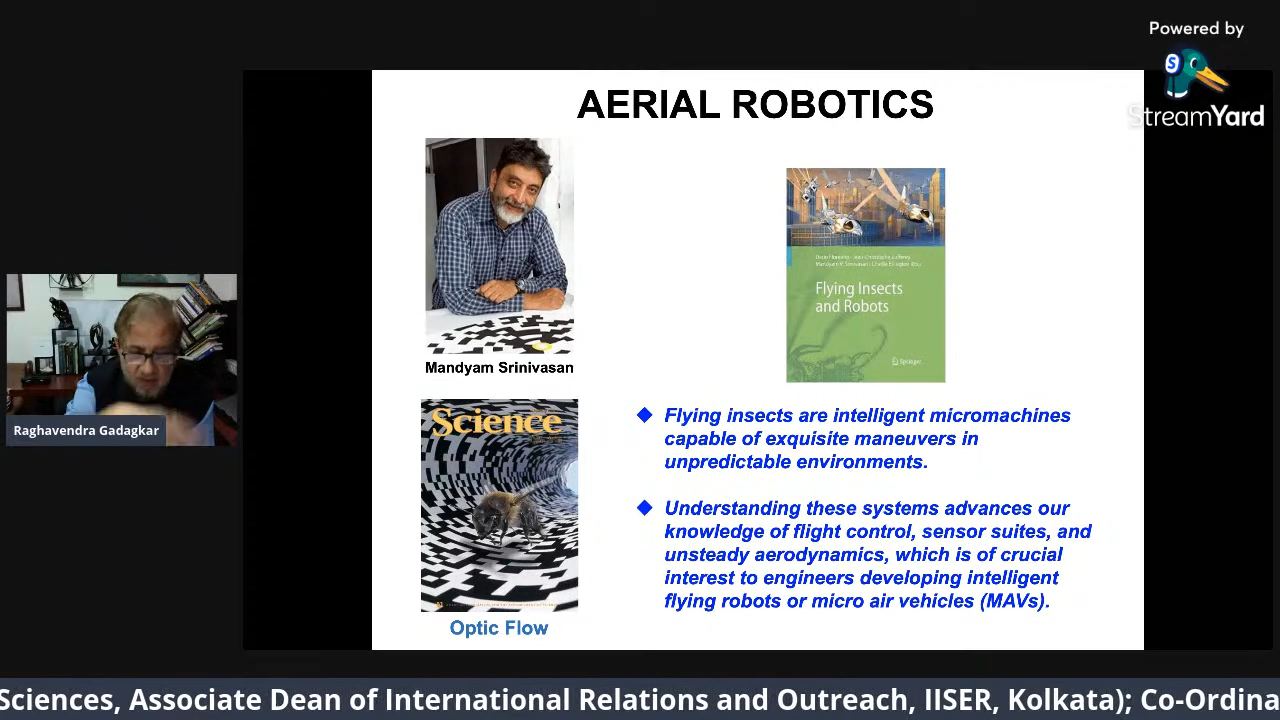 Powered by
StreamYard
AERIAL ROBOTICS
Mandyam Srinivasan
Flying Insects
and Robots
Springer
Raghavendra Gadagkar
Science
Optic Flow
Flying insects are intelligent micromachines
capable of exquisite maneuvers in
unpredictable environments.
Understanding these systems advances our
knowledge of flight control, sensor suites, and
unsteady aerodynamics, which is of crucial
interest to engineers developing intelligent
flying robots or micro air vehicles (MAVs).
Sciences, Associate Dean of International Relations and Outreach, IISER, Kolkata); Co-Ordina